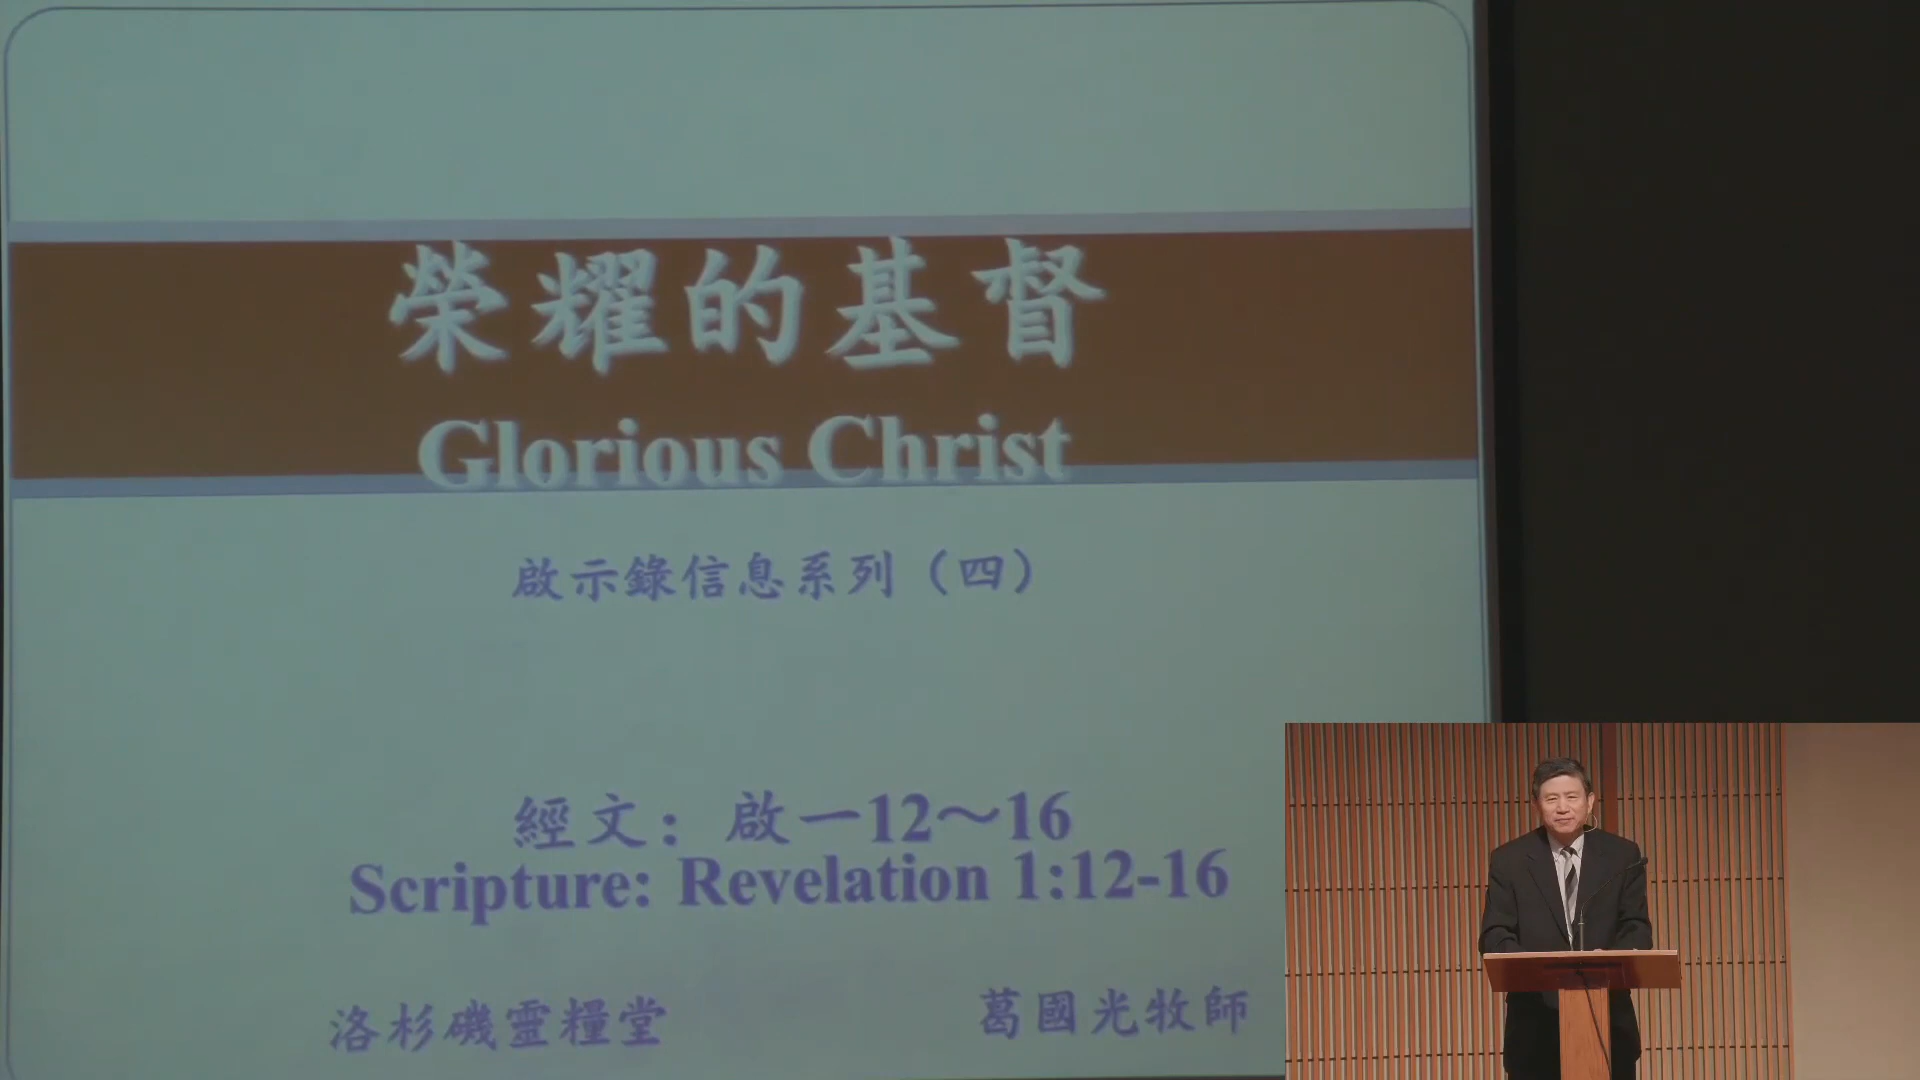 榮耀的基督
Glorious Christ
啟示錄信息系列（四）
經文：啟一12～16
Scripture: Revelation 1:12-16
洛杉磯靈糧堂 葛國光牧師